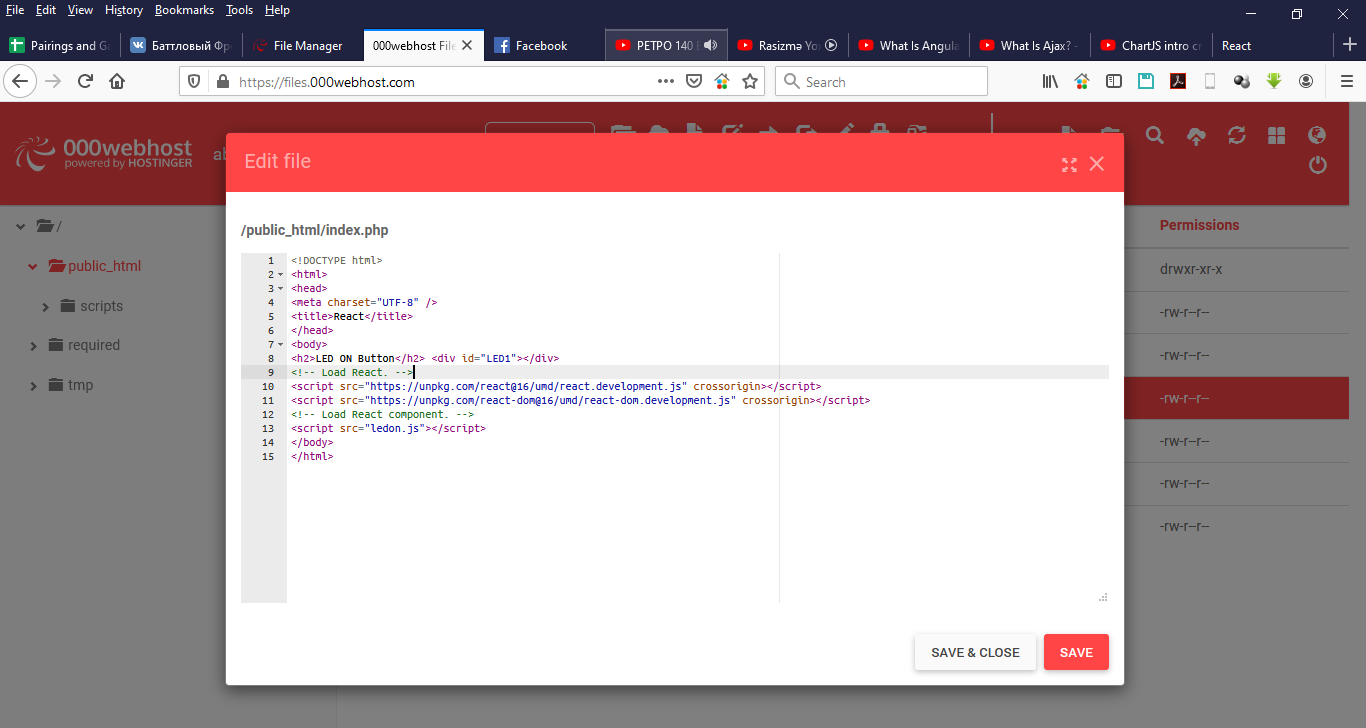 File Edit View History Bookmarks Tools Help
Pairings and Ga
Баттловый Фр
File Manager
000webhost File
Facebook
РЕТРО 140
Rasizmə Yo
What Is Angula
What Is Ajax? -
ChartJS intro cr
React
https://files.000webhost.com
Search
000webhost
powered by HOSTINGER
ab
Edit file
/
public_html
scripts
required
tmp
Permissions
drwxr-xr-x
-rw-r--r--
-rw-r--r--
-rw-r--r--
-rw-r--r--
-rw-r--r--
-rw-r--r--
/public_html/index.php
1 <!DOCTYPE html>
2 <html>
3 <head>
4 <meta charset="UTF-8" />
5 <title>React</title>
6 </head>
7 <body>
8 <h2>LED ON Button</h2> <div id="LED1"></div>
9 <!-- Load React. -->
10 <script src="https://unpkg.com/react@16/umd/react.development.js" crossorigin></script>
11 <script src="https://unpkg.com/react-dom@16/umd/react-dom.development.js" crossorigin></script>
12 <!-- Load React component. -->
13 <script src="ledon.js"></script>
14 </body>
15 </html>
SAVE & CLOSE
SAVE